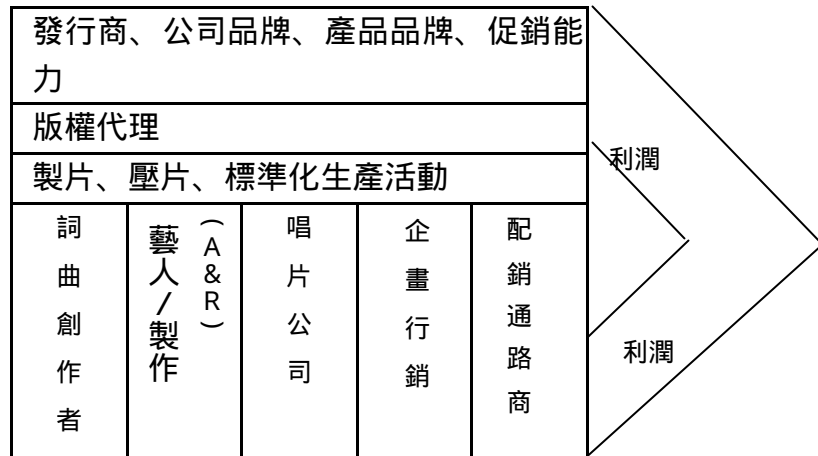 發行商、公司品牌、產品品牌、促銷能
力
版權代理
製片、壓片、標準化生產活動
詞曲創作者
藝人/製作
(A&R)
唱片公司
企畫行銷
配銷通路商
利潤
利潤